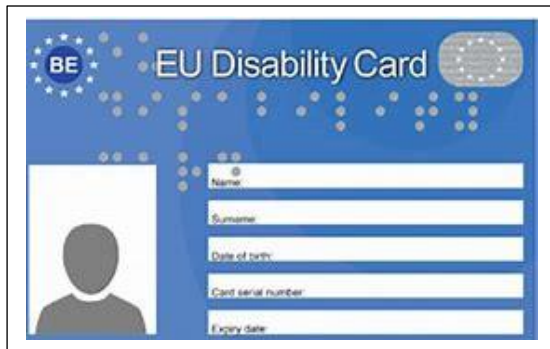 BE EU Disability Card
Name:
Surname:
Date of birth:
Card serial number:
Expiry date: